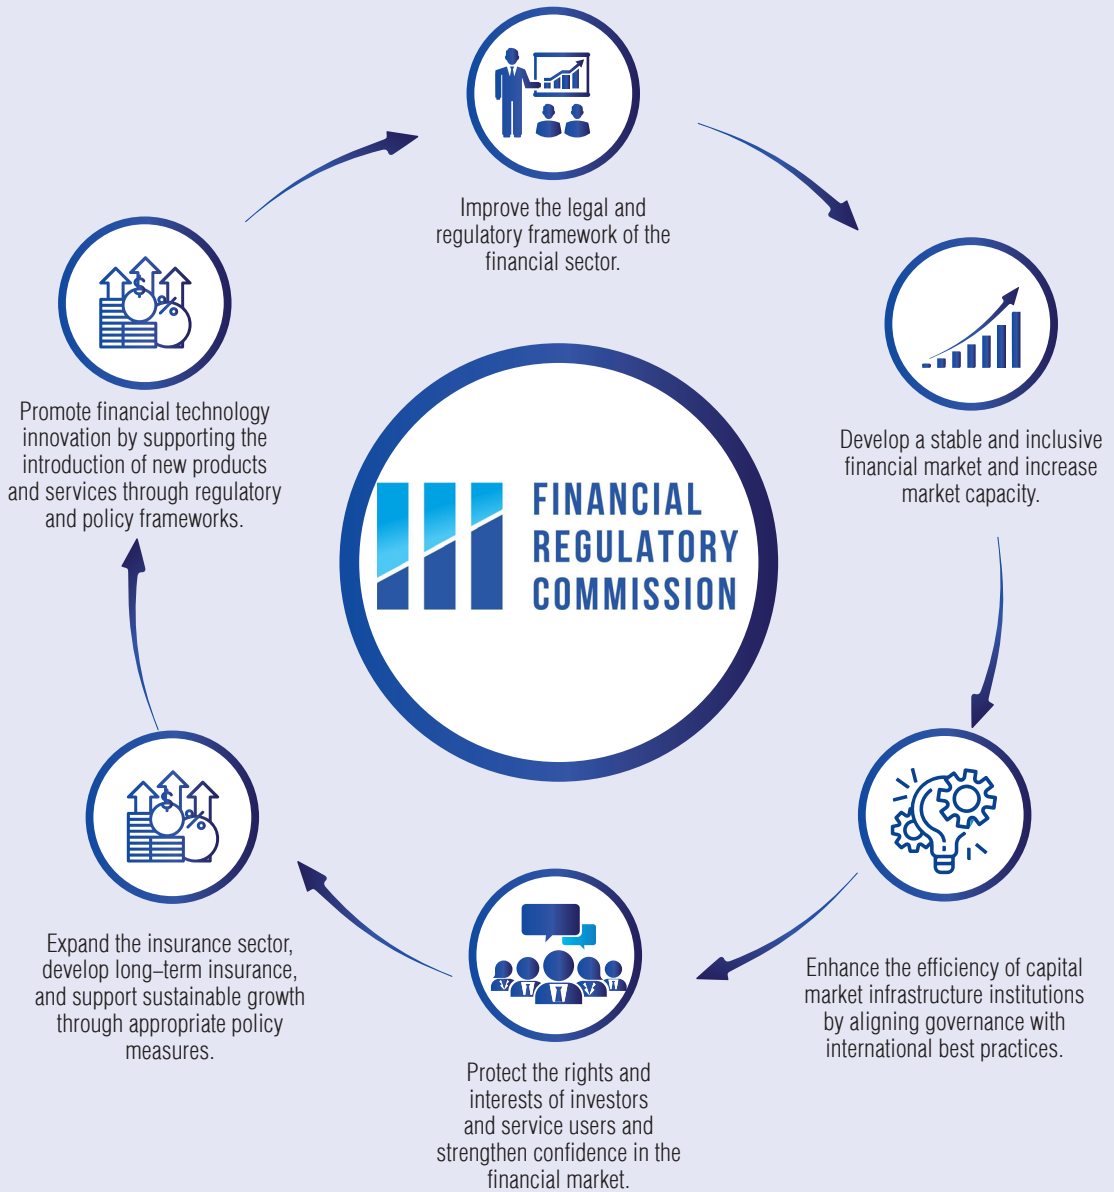 Improve the legal and
regulatory framework of the
financial sector.
Develop a stable and inclusive
financial market and increase
market capacity.
Enhance the efficiency of capital
market infrastructure institutions
by aligning governance with
international best practices.
Protect the rights and
interests of investors
and service users and
strengthen confidence in the
financial market.
Expand the insurance sector,
develop long–term insurance,
and support sustainable growth
through appropriate policy
measures.
Promote financial technology
innovation by supporting the
introduction of new products
and services through regulatory
and policy frameworks.
FINANCIAL
REGULATORY
COMMISSION
$
%
$
%